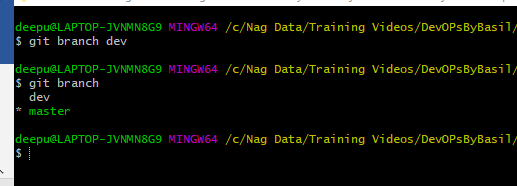 deepu@LAPTOP-JVNMN8G9 MINGW64 /c/Nag Data/Training Videos/DevOPsByBasil/
$ git branch dev
deepu@LAPTOP-JVNMN8G9 MINGW64 /c/Nag Data/Training Videos/DevOPsByBasil/
$ git branch
  dev
* master
deepu@LAPTOP-JVNMN8G9 MINGW64 /c/Nag Data/Training Videos/DevOPsByBasil/
$